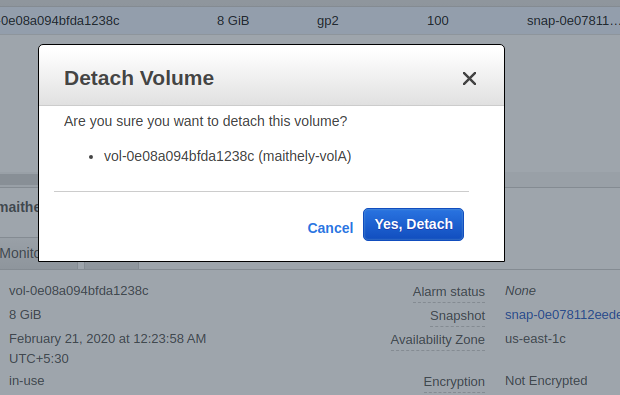 -0e08a094bfda1238c 8 GiB gp2 100 snap-0e07811...
Detach Volume
Are you sure you want to detach this volume?
• vol-0e08a094bfda1238c (maithely-volA)
Cancel Yes, Detach
maithe
Monito
vol-0e08a094bfda1238c Alarm status None
8 GiB Snapshot snap-0e078112eede
February 21, 2020 at 12:23:58 AM Availability Zone us-east-1c
UTC+5:30
in-use Encryption Not Encrypted